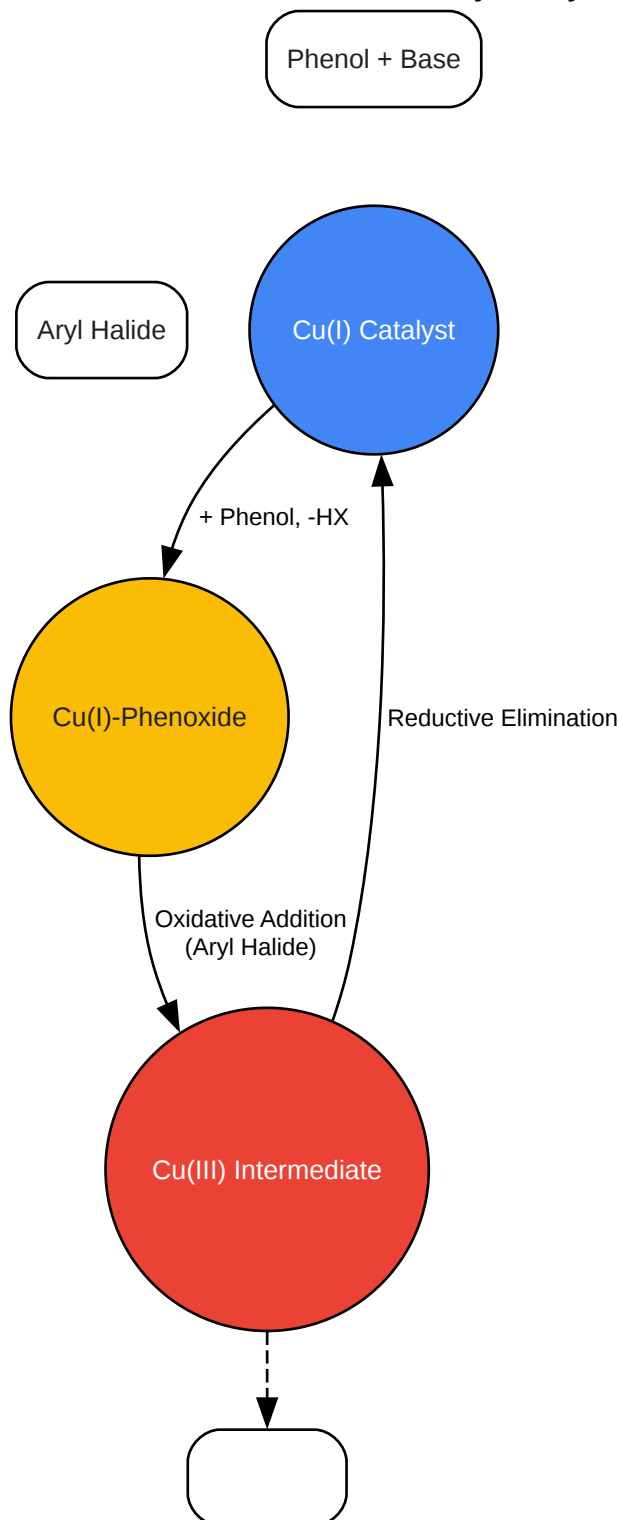 Phenol + Base
Aryl Halide
Cu(I) Catalyst
+ Phenol, -HX
Cu(I)-Phenoxide
Reductive Elimination
Oxidative Addition
(Aryl Halide)
Cu(III) Intermediate